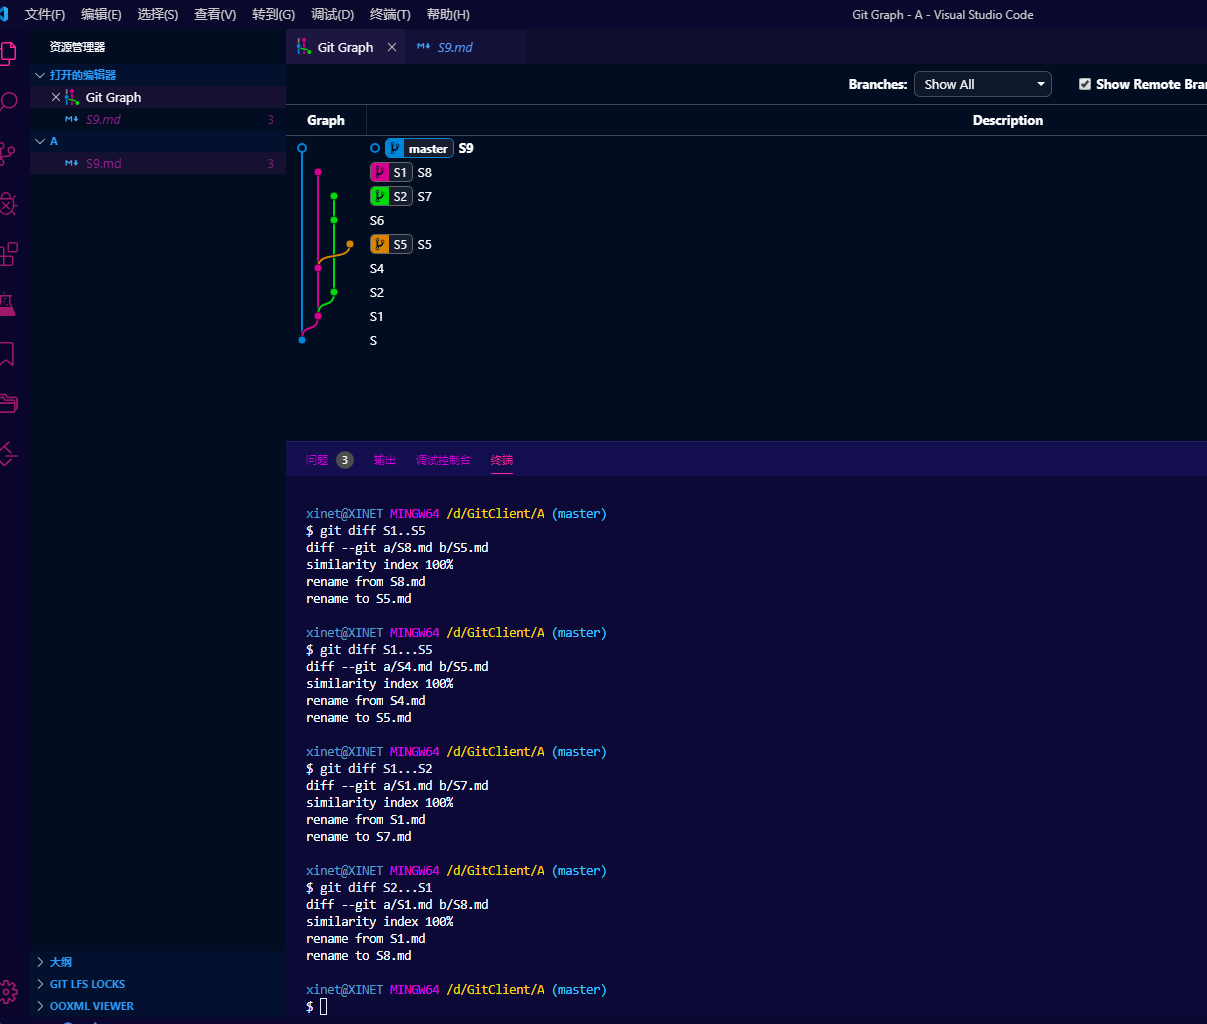 文件(F) 编辑(E) 选择(S) 查看(V) 转到(G) 调试(D) 终端(T) 帮助(H) Git Graph - A - Visual Studio Code
资源管理器
打开的编辑器
Git Graph
S9.md 3
A
S9.md 3
大纲
GIT LFS LOCKS
OOXML VIEWER
Git Graph S9.md
Branches: Show All Show Remote Bra
Graph Description
master S9
S1 S8
S2 S7
S6
S5 S5
S4
S2
S1
S
问题 3 输出 调试控制台 终端
xinet@XINET MINGW64 /d/GitClient/A (master)
$ git diff S1..S5
diff --git a/S8.md b/S5.md
similarity index 100%
rename from S8.md
rename to S5.md
xinet@XINET MINGW64 /d/GitClient/A (master)
$ git diff S1...S5
diff --git a/S4.md b/S5.md
similarity index 100%
rename from S4.md
rename to S5.md
xinet@XINET MINGW64 /d/GitClient/A (master)
$ git diff S1...S2
diff --git a/S1.md b/S7.md
similarity index 100%
rename from S1.md
rename to S7.md
xinet@XINET MINGW64 /d/GitClient/A (master)
$ git diff S2...S1
diff --git a/S1.md b/S8.md
similarity index 100%
rename from S1.md
rename to S8.md
xinet@XINET MINGW64 /d/GitClient/A (master)
$